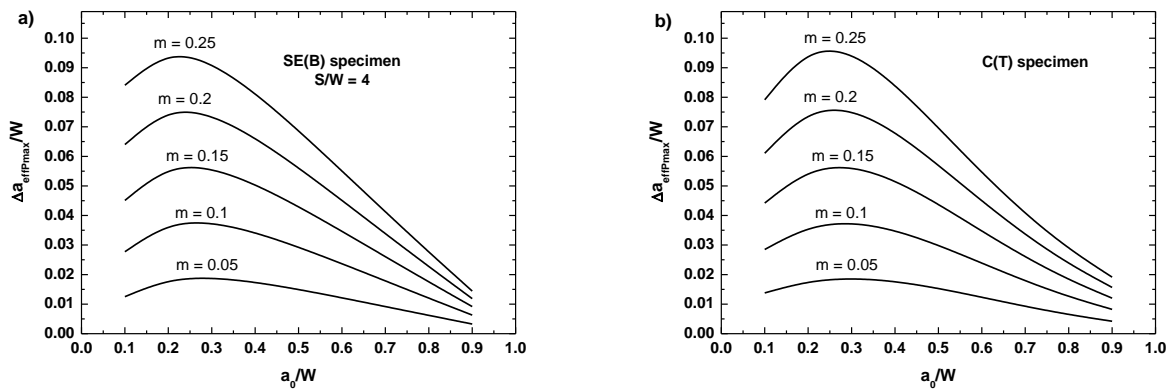 a)
0.10
0.09
0.08
0.07
0.06
0.05
0.04
0.03
0.02
0.01
0.00
Δa_effPmax/W
m = 0.25
m = 0.2
m = 0.15
m = 0.1
m = 0.05
SE(B) specimen
S/W = 4
0.0 0.1 0.2 0.3 0.4 0.5 0.6 0.7 0.8 0.9 1.0
a_0/W
b)
0.10
0.09
0.08
0.07
0.06
0.05
0.04
0.03
0.02
0.01
0.00
Δa_effPmax/W
m = 0.25
m = 0.2
m = 0.15
m = 0.1
m = 0.05
C(T) specimen
0.0 0.1 0.2 0.3 0.4 0.5 0.6 0.7 0.8 0.9 1.0
a_0/W